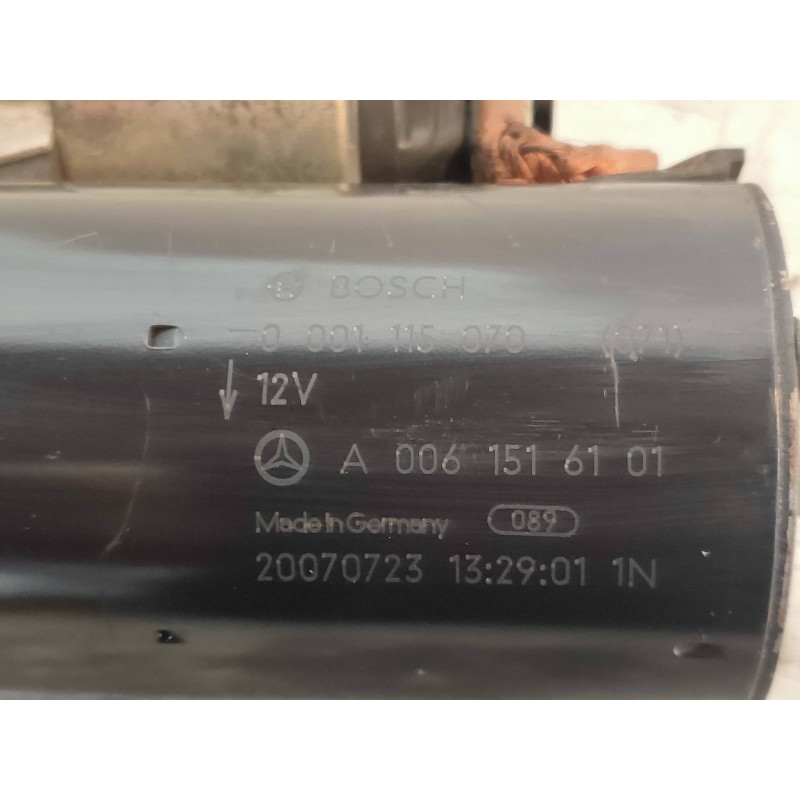 BOSCH
0 001 115 070 (071)
12V
A 006 151 61 01
Made in Germany 089
20070723 13:29:01 1N